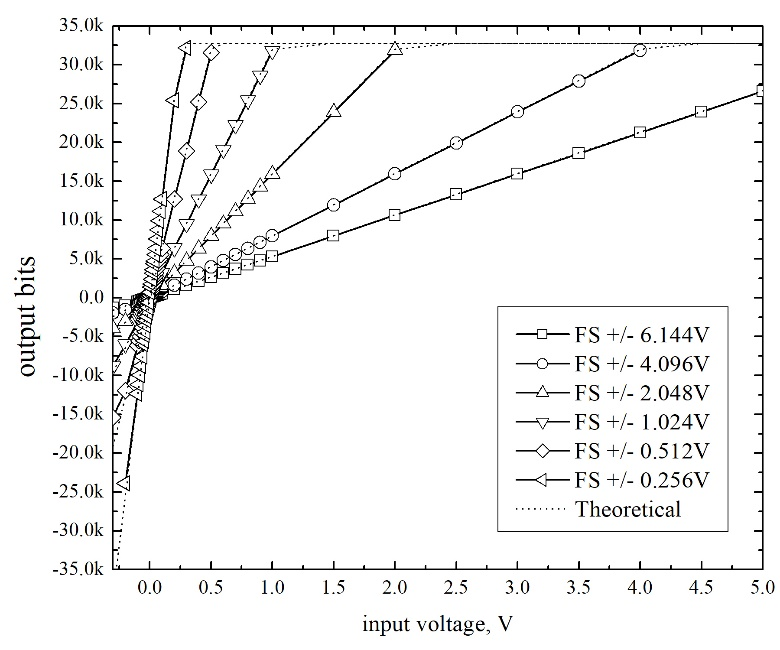 35.0k
30.0k
25.0k
20.0k
15.0k
10.0k
5.0k
0.0
-5.0k
-10.0k
-15.0k
-20.0k
-25.0k
-30.0k
-35.0k
output bits
0.0 0.5 1.0 1.5 2.0 2.5 3.0 3.5 4.0 4.5 5.0
input voltage, V
FS +/- 6.144V
FS +/- 4.096V
FS +/- 2.048V
FS +/- 1.024V
FS +/- 0.512V
FS +/- 0.256V
Theoretical